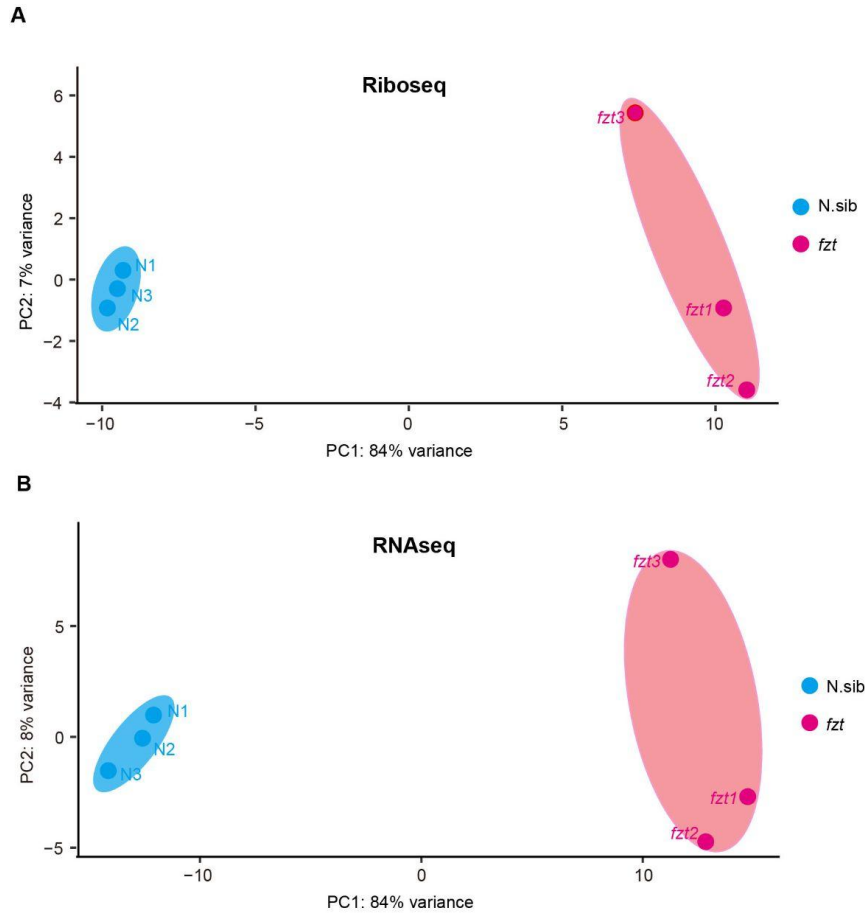 A
Riboseq
6
4
2
0
−2
−4
PC2: 7% variance
fzt3
fzt1
fzt2
N1
N3
N2
N.sib
fzt
−10
−5
0
5
10
PC1: 84% variance
B
RNAseq
5
0
−5
PC2: 8% variance
fzt3
fzt1
fzt2
N1
N2
N3
N.sib
fzt
−10
0
10
PC1: 84% variance